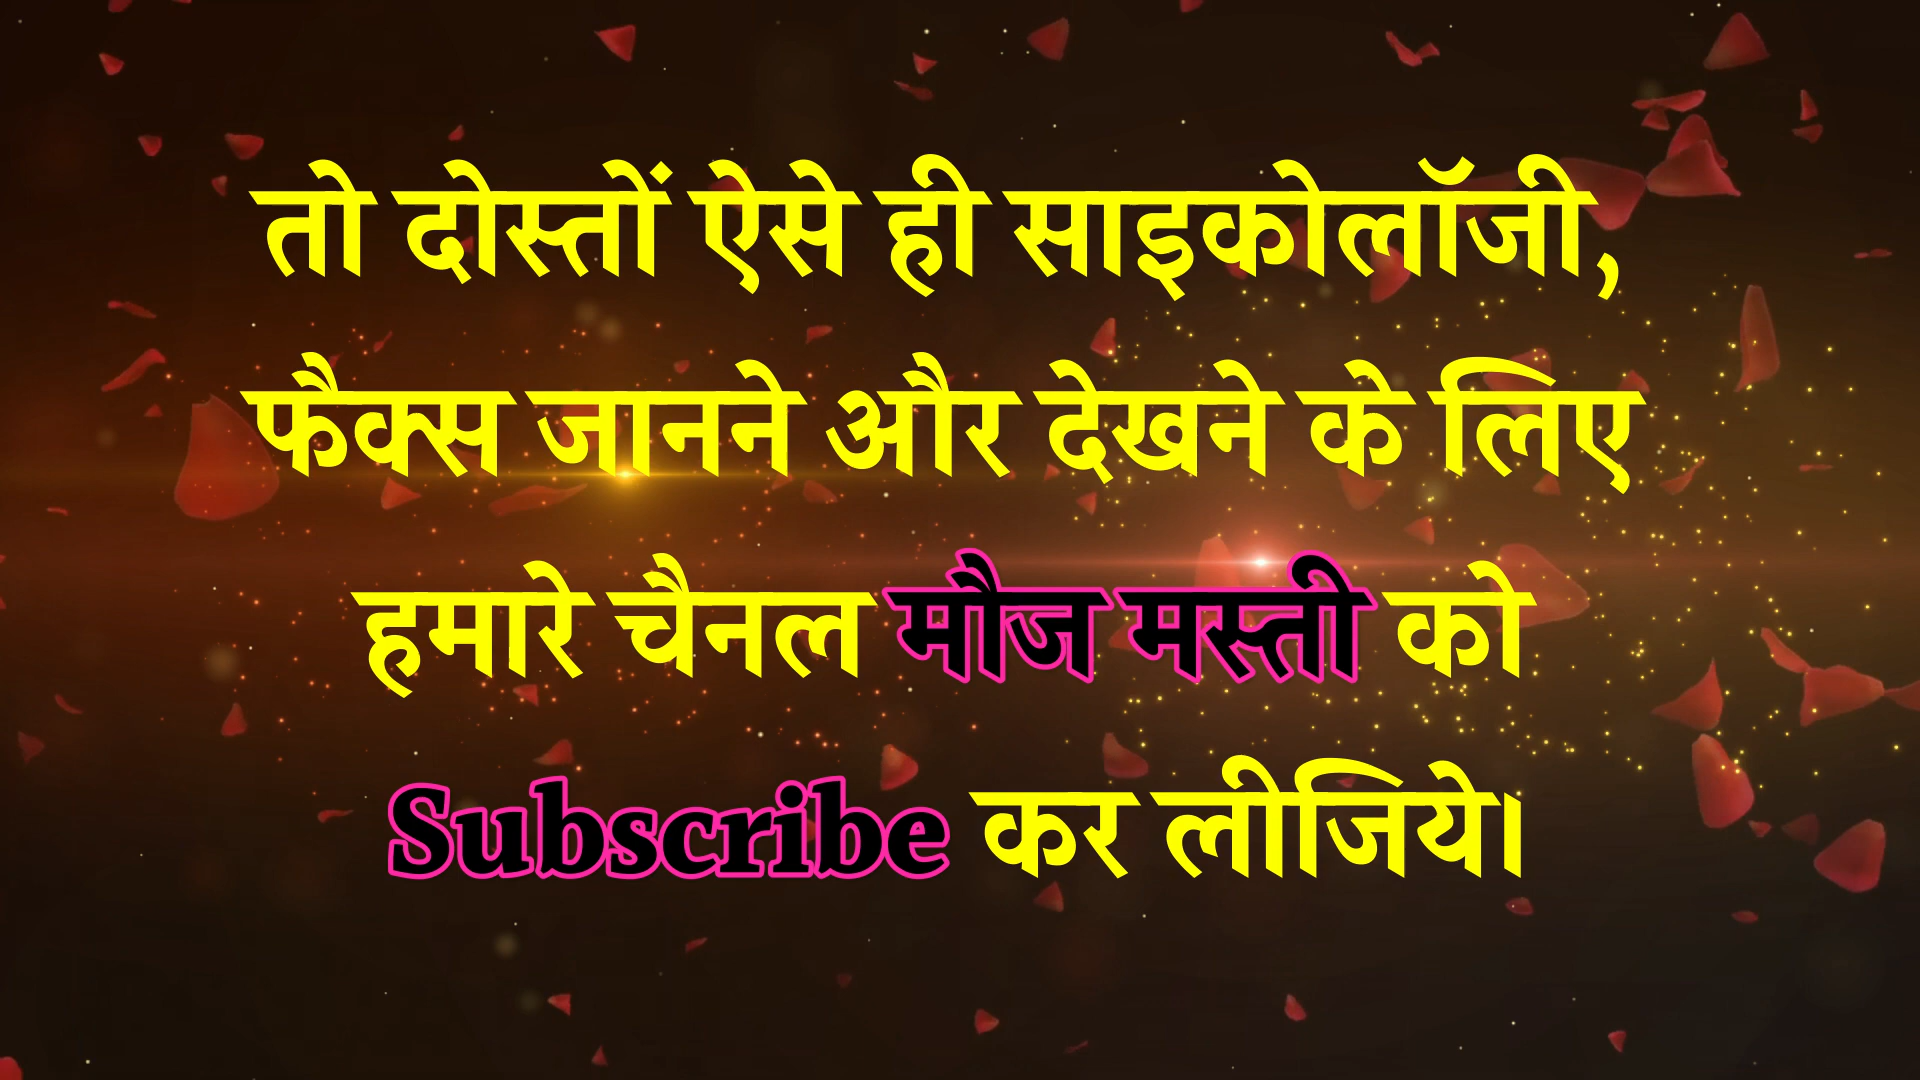 तो दोस्तों ऐसे ही साइकोलॉजी,
फैक्स जानने और देखने के लिए
हमारे चैनल मौज मस्ती को
Subscribe कर लीजिये।